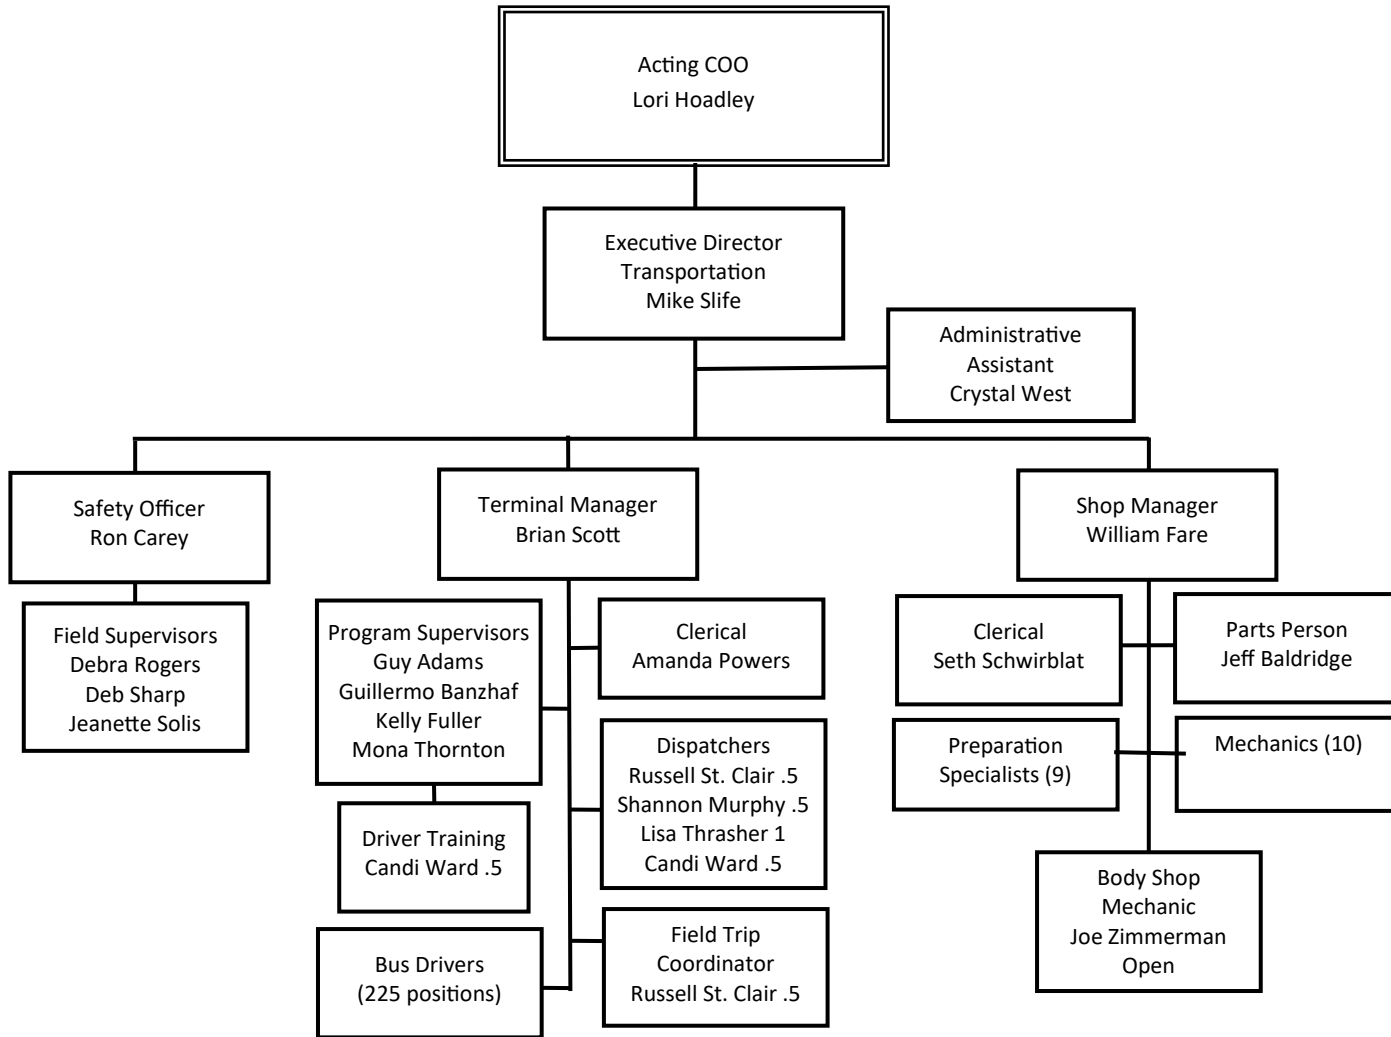 Acting COO
Lori Hoadley
Executive Director
Transportation
Mike Slife
Administrative
Assistant
Crystal West
Safety Officer
Ron Carey
Terminal Manager
Brian Scott
Shop Manager
William Fare
Field Supervisors
Debra Rogers
Deb Sharp
Jeanette Solis
Program Supervisors
Guy Adams
Guillermo Banzhaf
Kelly Fuller
Mona Thornton
Clerical
Amanda Powers
Dispatchers
Russell St. Clair .5
Shannon Murphy .5
Lisa Thrasher 1
Candi Ward .5
Driver Training
Candi Ward .5
Bus Drivers
(225 positions)
Field Trip
Coordinator
Russell St. Clair .5
Clerical
Seth Schwirblat
Parts Person
Jeff Baldridge
Preparation
Specialists (9)
Mechanics (10)
Body Shop
Mechanic
Joe Zimmerman
Open